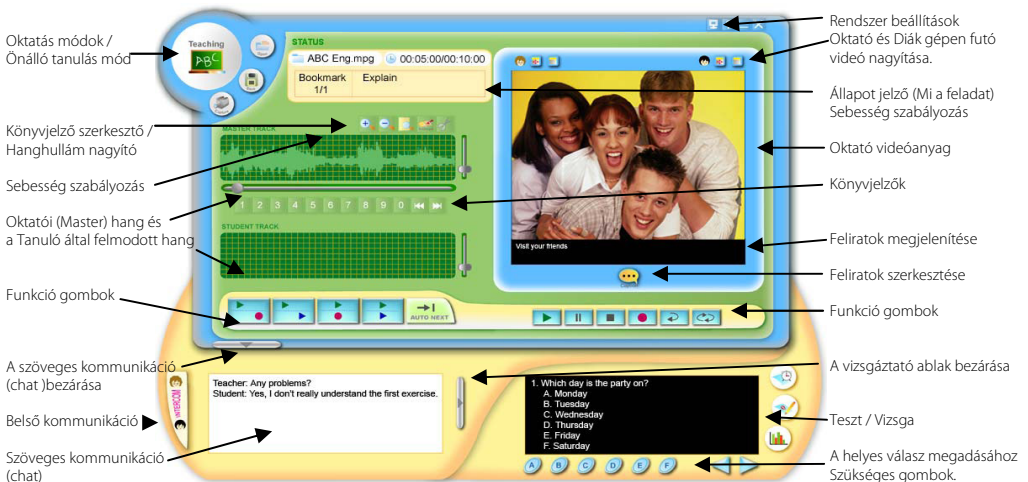 Oktatás módok /
Önálló tanulás mód
Könyvjelző szerkesztő /
Hanghullám nagyító
Sebesség szabályozás
Oktatói (Master) hang és
a Tanuló által felmodott hang
Funkció gombok
A szöveges kommunikáció
(chat )bezárása
Belső kommunikáció
Szöveges kommunikáció
(chat)
Teaching
ABC
STATUS
ABC Eng.mpg 00:05:00/00:10:00
Bookmark Explain
1/1
MASTER TRACK
1 2 3 4 5 6 7 8 9 0
STUDENT TRACK
AUTO NEXT
Visit your friends
INTERCOM
Teacher: Any problems?
Student: Yes, I don't really understand the first exercise.
1. Which day is the party on?
A. Monday
B. Tuesday
C. Wednesday
D. Thursday
E. Friday
F. Saturday
A B C D E F
Rendszer beállítások
Oktató és Diák gépen futó
videó nagyítása.
Állapot jelző (Mi a feladat)
Sebesség szabályozás
Oktató videóanyag
Könyvjelzők
Feliratok megjelenítése
Feliratok szerkesztése
Funkció gombok
A vizsgáztató ablak bezárása
Teszt / Vizsga
A helyes válasz megadásához
Szükséges gombok.